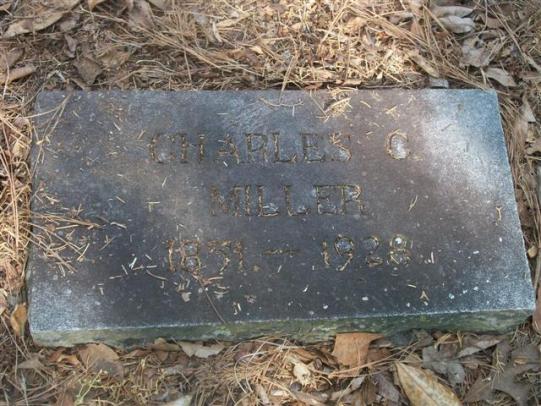 CHARLES C.
MILLER
1851 – 1928